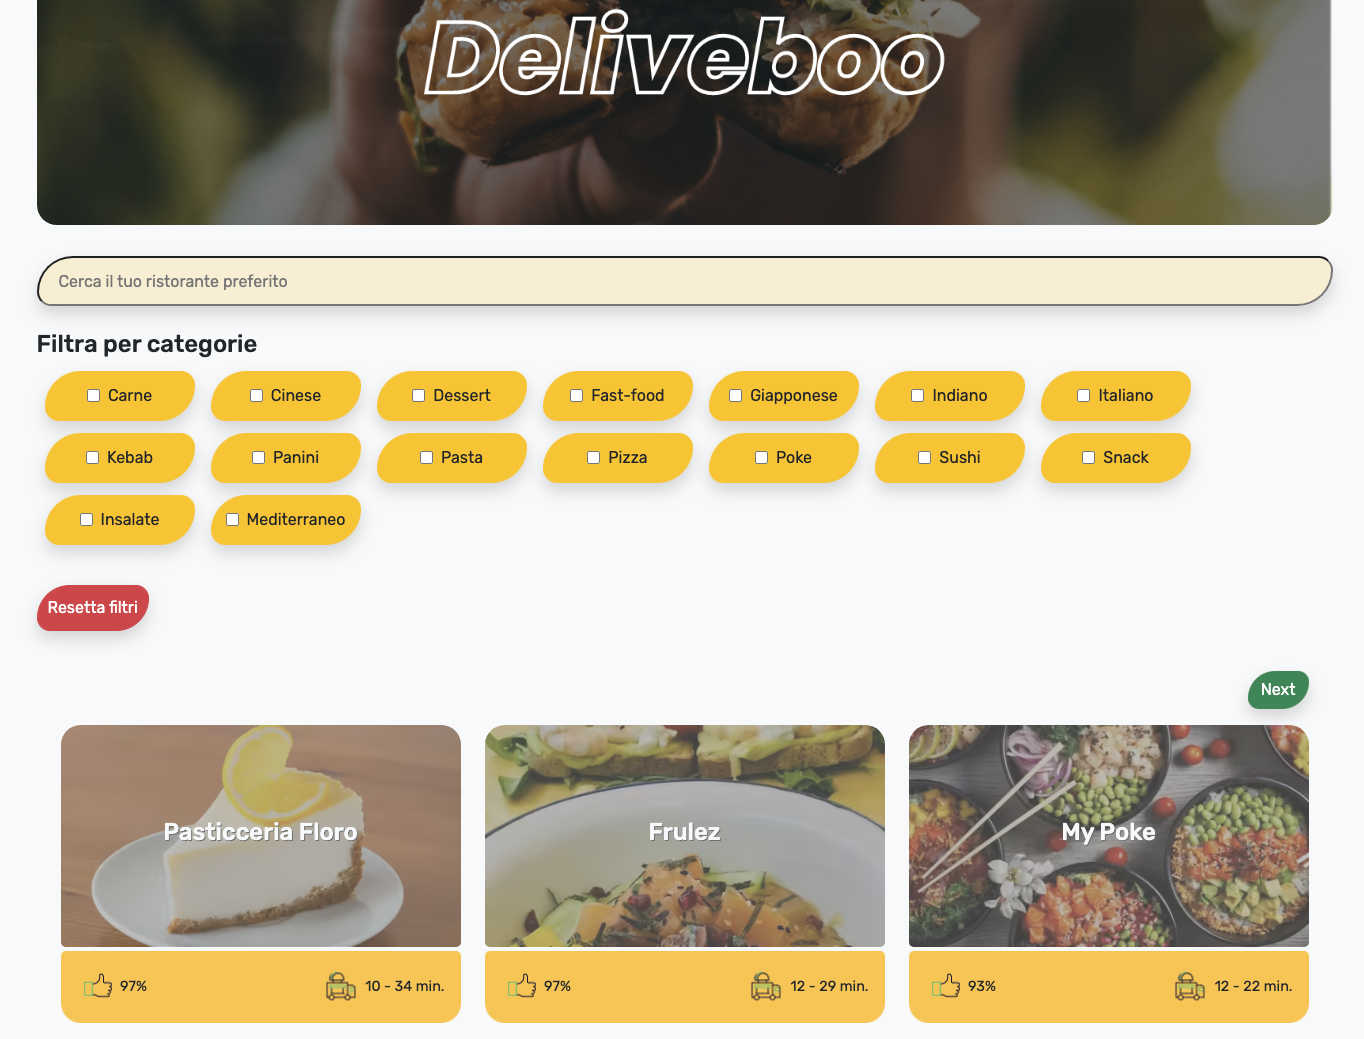 Deliveboo
Cerca il tuo ristorante preferito
Filtra per categorie
Carne Cinese Dessert Fast-food Giapponese Indiano Italiano
Kebab Panini Pasta Pizza Poke Sushi Snack
Insalate Mediterraneo
Resetta filtri
Next
Pasticceria Floro Frulez My Poke
97% 10 - 34 min. 97% 12 - 29 min. 93% 12 - 22 min.